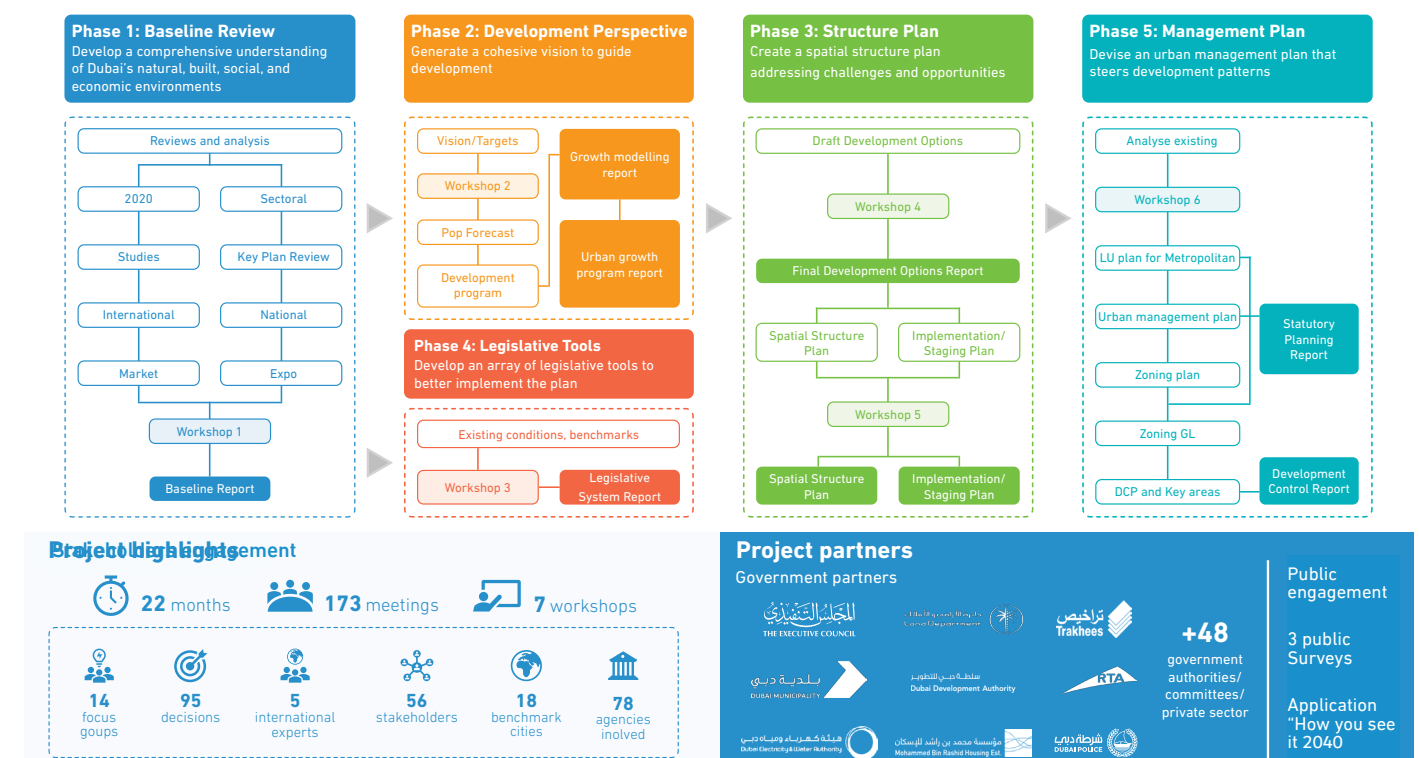 Phase 1: Baseline Review
Develop a comprehensive understanding
of Dubai's natural, built, social, and
economic environments
Reviews and analysis
2020
Sectoral
Studies
Key Plan Review
International
National
Market
Expo
Workshop 1
Baseline Report
Phase 2: Development Perspective
Generate a cohesive vision to guide
development
Vision/Targets
Workshop 2
Pop Forecast
Development
program
Growth modelling
report
Urban growth
program report
Phase 4: Legislative Tools
Develop an array of legislative tools to
better implement the plan
Existing conditions, benchmarks
Workshop 3
Legislative
System Report
Phase 3: Structure Plan
Create a spatial structure plan
addressing challenges and opportunities
Draft Development Options
Workshop 4
Final Development Options Report
Spatial Structure
Plan
Implementation/
Staging Plan
Workshop 5
Spatial Structure
Plan
Implementation/
Staging Plan
Phase 5: Management Plan
Devise an urban management plan that
steers development patterns
Analyse existing
Workshop 6
LU plan for Metropolitan
Urban management plan
Zoning plan
Zoning GL
DCP and Key areas
Statutory
Planning
Report
Development
Control Report
Project highlights
Stakeholders engagement
22 months
173 meetings
7 workshops
14
focus
goups
95
decisions
5
international
experts
56
stakeholders
18
benchmark
cities
78
agencies
inolved
Project partners
Government partners
المجلس التنفيذي
THE EXECUTIVE COUNCIL
Land Department
تراخيص
Trakhees
بلدية دبي
DUBAI MUNICIPALITY
سلطة دبي للتطوير
Dubai Development Authority
RTA
هيئة كهرباء ومياه دبي
Dubai Electricity & Water Authority
مؤسسة محمد بن راشد للإسكان
Mohammed Bin Rashid Housing Est.
شرطة دبي
DUBAI POLICE
+48
government
authorities/
committees/
private sector
Public
engagement
3 public
Surveys
Application
“How you see
it 2040